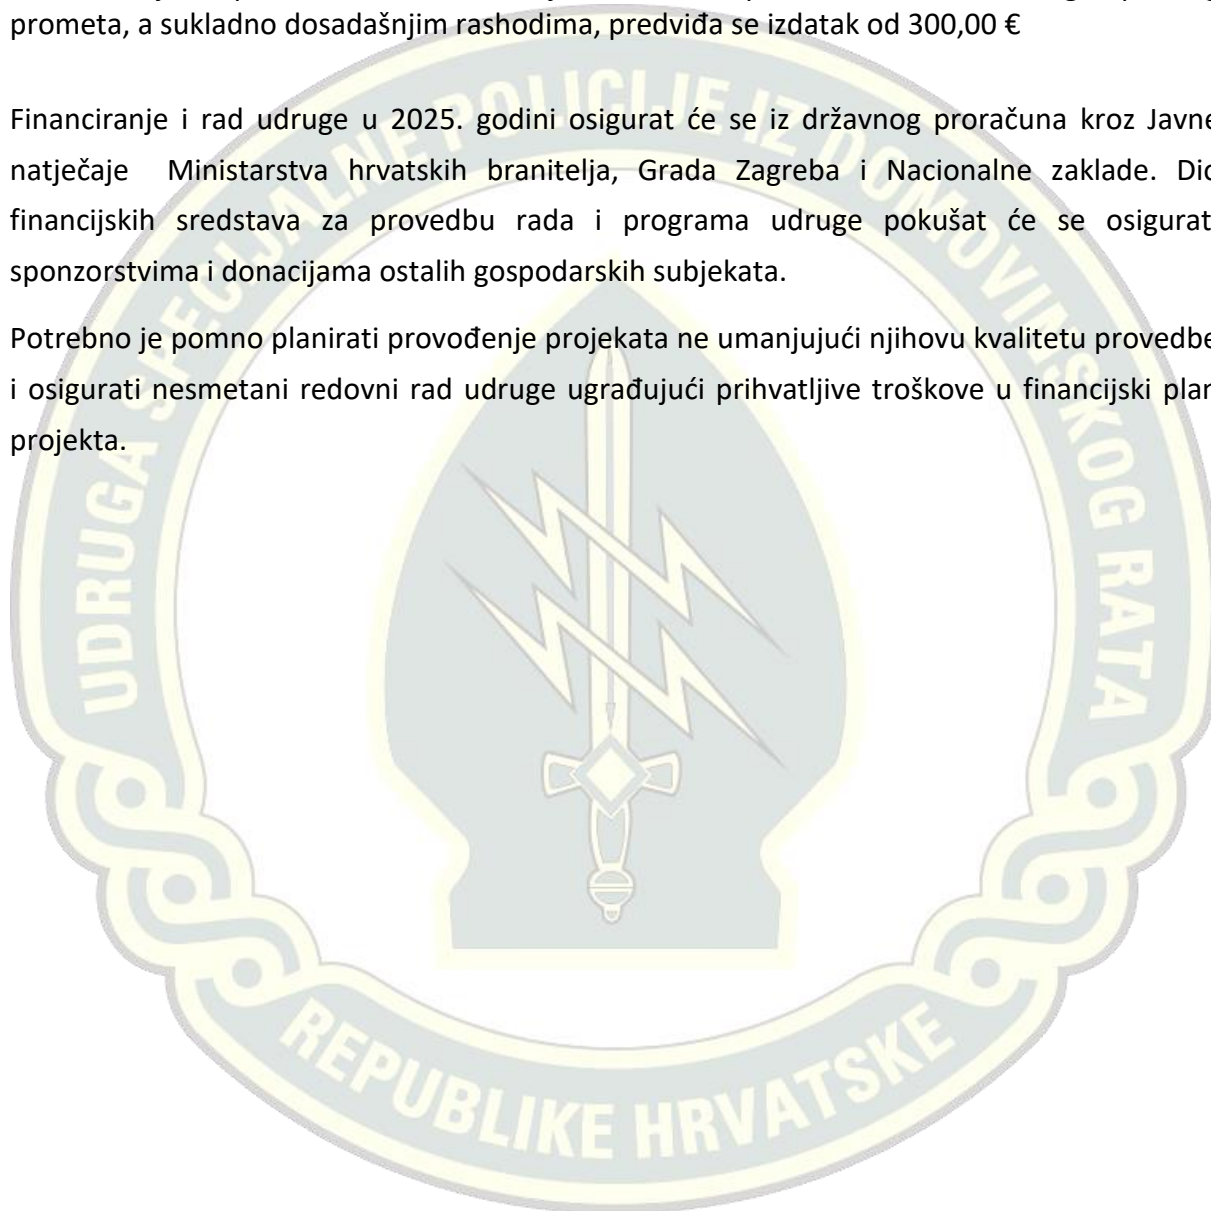 prometa, a sukladno dosadašnjim rashodima, predviđa se izdatak od 300,00 €
Financiranje i rad udruge u 2025. godini osigurat će se iz državnog proračuna kroz Javne
natječaje Ministarstva hrvatskih branitelja, Grada Zagreba i Nacionalne zaklade. Dio
financijskih sredstava za provedbu rada i programa udruge pokušat će se osigurat
sponzorstvima i donacijama ostalih gospodarskih subjekata.
Potrebno je pomno planirati provođenje projekata ne umanjujući njihovu kvalitetu provedbe
i osigurati nesmetani redovni rad udruge ugrađujući prihvatljive troškove u financijski plan
projekta.
UDRUGA SPECIJALNE POLICIJE IZ DOMOVINSKOG RATA
REPUBLIKE HRVATSKE